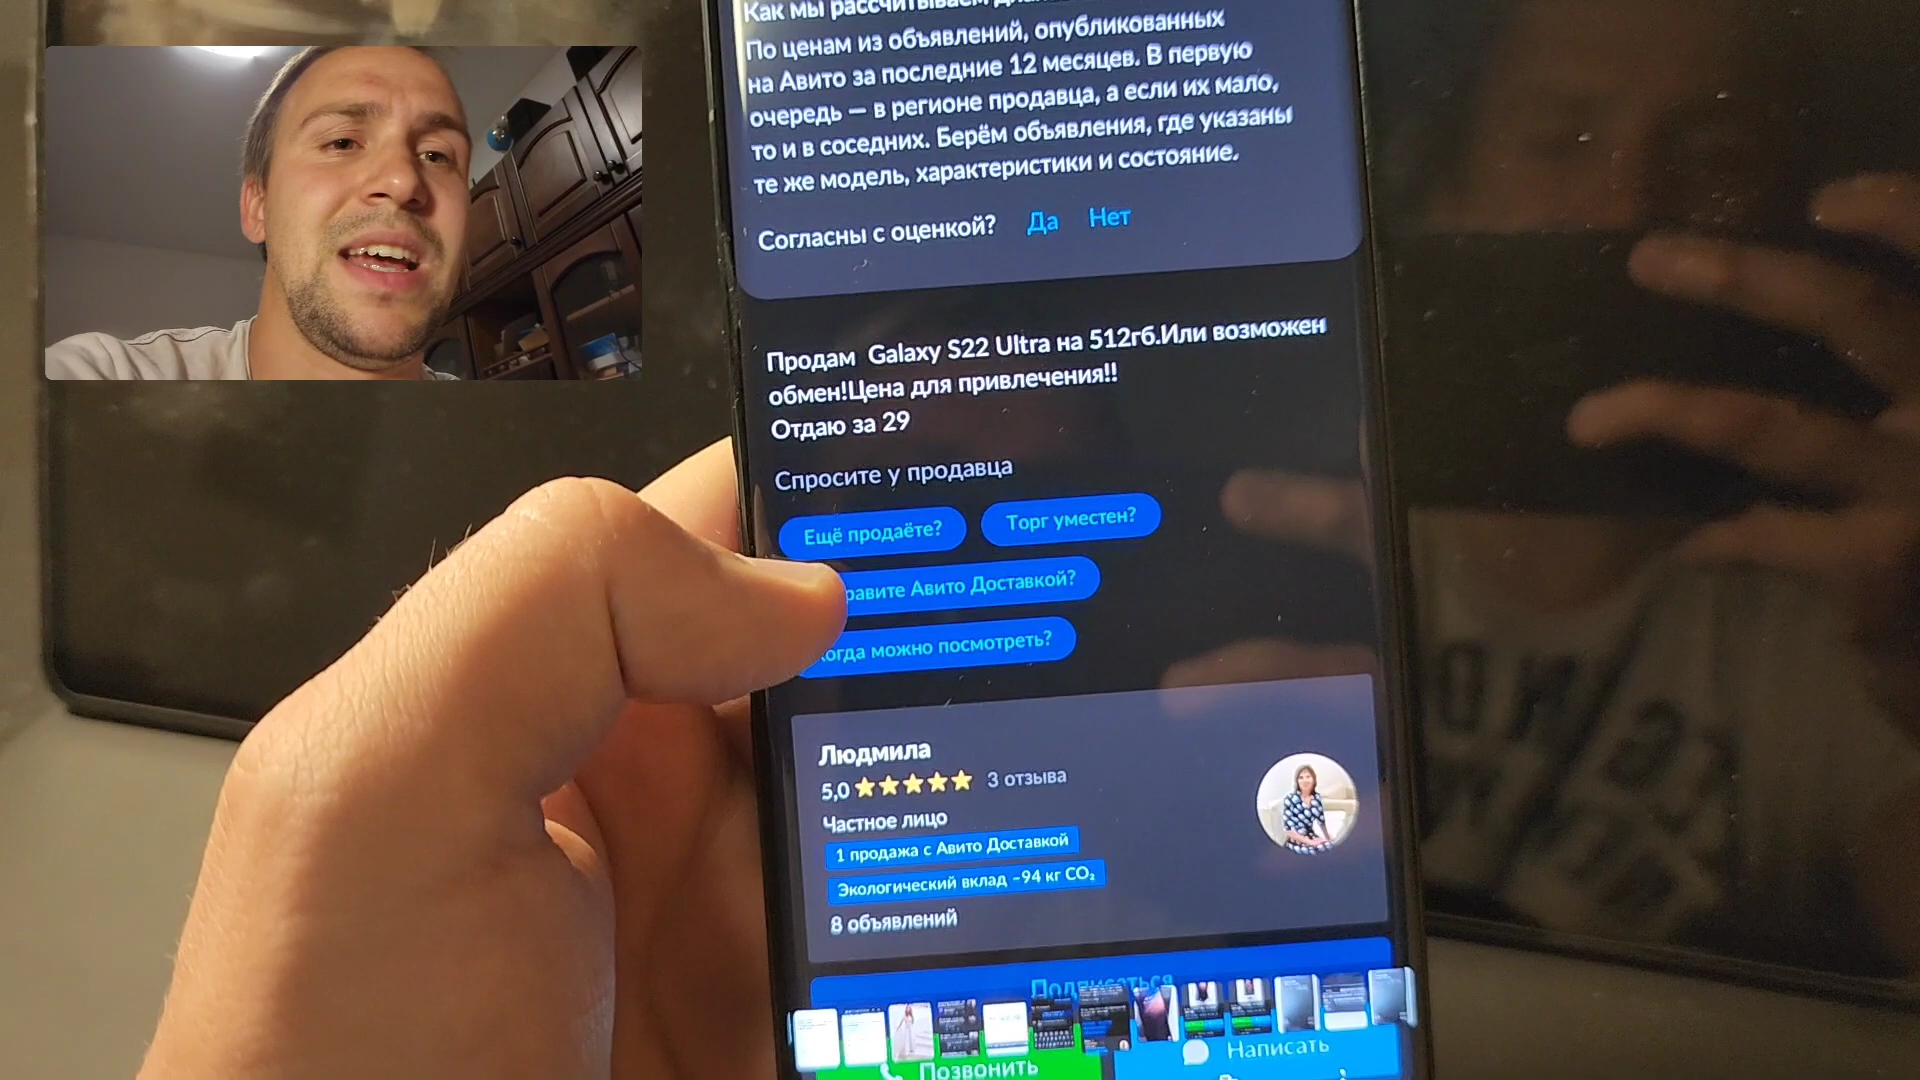 Как мы рассчитываем
По ценам из объявлений, опубликованных
на Авито за последние 12 месяцев. В первую
очередь — в регионе продавца, а если их мало,
то и в соседних. Берём объявления, где указаны
те же модель, характеристики и состояние.
Согласны с оценкой? Да Нет
Продам Galaxy S22 Ultra на 512гб.Или возможен
обмен!Цена для привлечения!!
Отдаю за 29
Спросите у продавца
Ещё продаёте? Торг уместен?
равите Авито Доставкой?
огда можно посмотреть?
Людмила
5,0 ⭐⭐⭐⭐⭐ 3 отзыва
Частное лицо
1 продажа с Авито Доставкой
Экологический вклад –94 кг CO₂
8 объявлений
Подписаться
Позвонить Написать